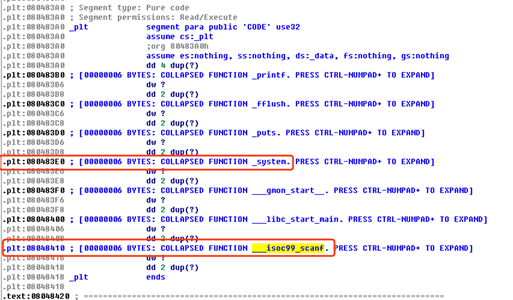 .plt:080483A0 ; Segment type: Pure code
.plt:080483A0 ; Segment permissions: Read/Execute
.plt:080483A0 _plt segment para public 'CODE' use32
.plt:080483A0 assume cs:_plt
.plt:080483A0 ;org 80483A0h
.plt:080483A0 assume es:nothing, ss:nothing, ds:_data, fs:nothing, gs:nothing
.plt:080483A0 dd 4 dup(?)
.plt:080483B0 ; [00000006 BYTES: COLLAPSED FUNCTION _printf. PRESS CTRL-NUMPAD+ TO EXPAND]
.plt:080483B6 dw ?
.plt:080483B8 dd 2 dup(?)
.plt:080483C0 ; [00000006 BYTES: COLLAPSED FUNCTION _fflush. PRESS CTRL-NUMPAD+ TO EXPAND]
.plt:080483C6 dw ?
.plt:080483C8 dd 2 dup(?)
.plt:080483D0 ; [00000006 BYTES: COLLAPSED FUNCTION _puts. PRESS CTRL-NUMPAD+ TO EXPAND]
.plt:080483D6 dw ?
.plt:080483D8 dd 2 dup(?)
.plt:080483E0 ; [00000006 BYTES: COLLAPSED FUNCTION _system. PRESS CTRL-NUMPAD+ TO EXPAND]
.plt:080483E6 dw ?
.plt:080483E8 dd 2 dup(?)
.plt:080483F0 ; [00000006 BYTES: COLLAPSED FUNCTION ___gmon_start__. PRESS CTRL-NUMPAD+ TO EXPAND]
.plt:080483F6 dw ?
.plt:080483F8 dd 2 dup(?)
.plt:08048400 ; [00000006 BYTES: COLLAPSED FUNCTION ___libc_start_main. PRESS CTRL-NUMPAD+ TO EXPAND]
.plt:08048406 dw ?
.plt:08048408 dd 2 dup(?)
.plt:08048410 ; [00000006 BYTES: COLLAPSED FUNCTION ___isoc99_scanf. PRESS CTRL-NUMPAD+ TO EXPAND]
.plt:08048416 dw ?
.plt:08048418 dd 2 dup(?)
.plt:08048418 _plt ends
.plt:08048418
.text:08048420 ; ===========================================================================